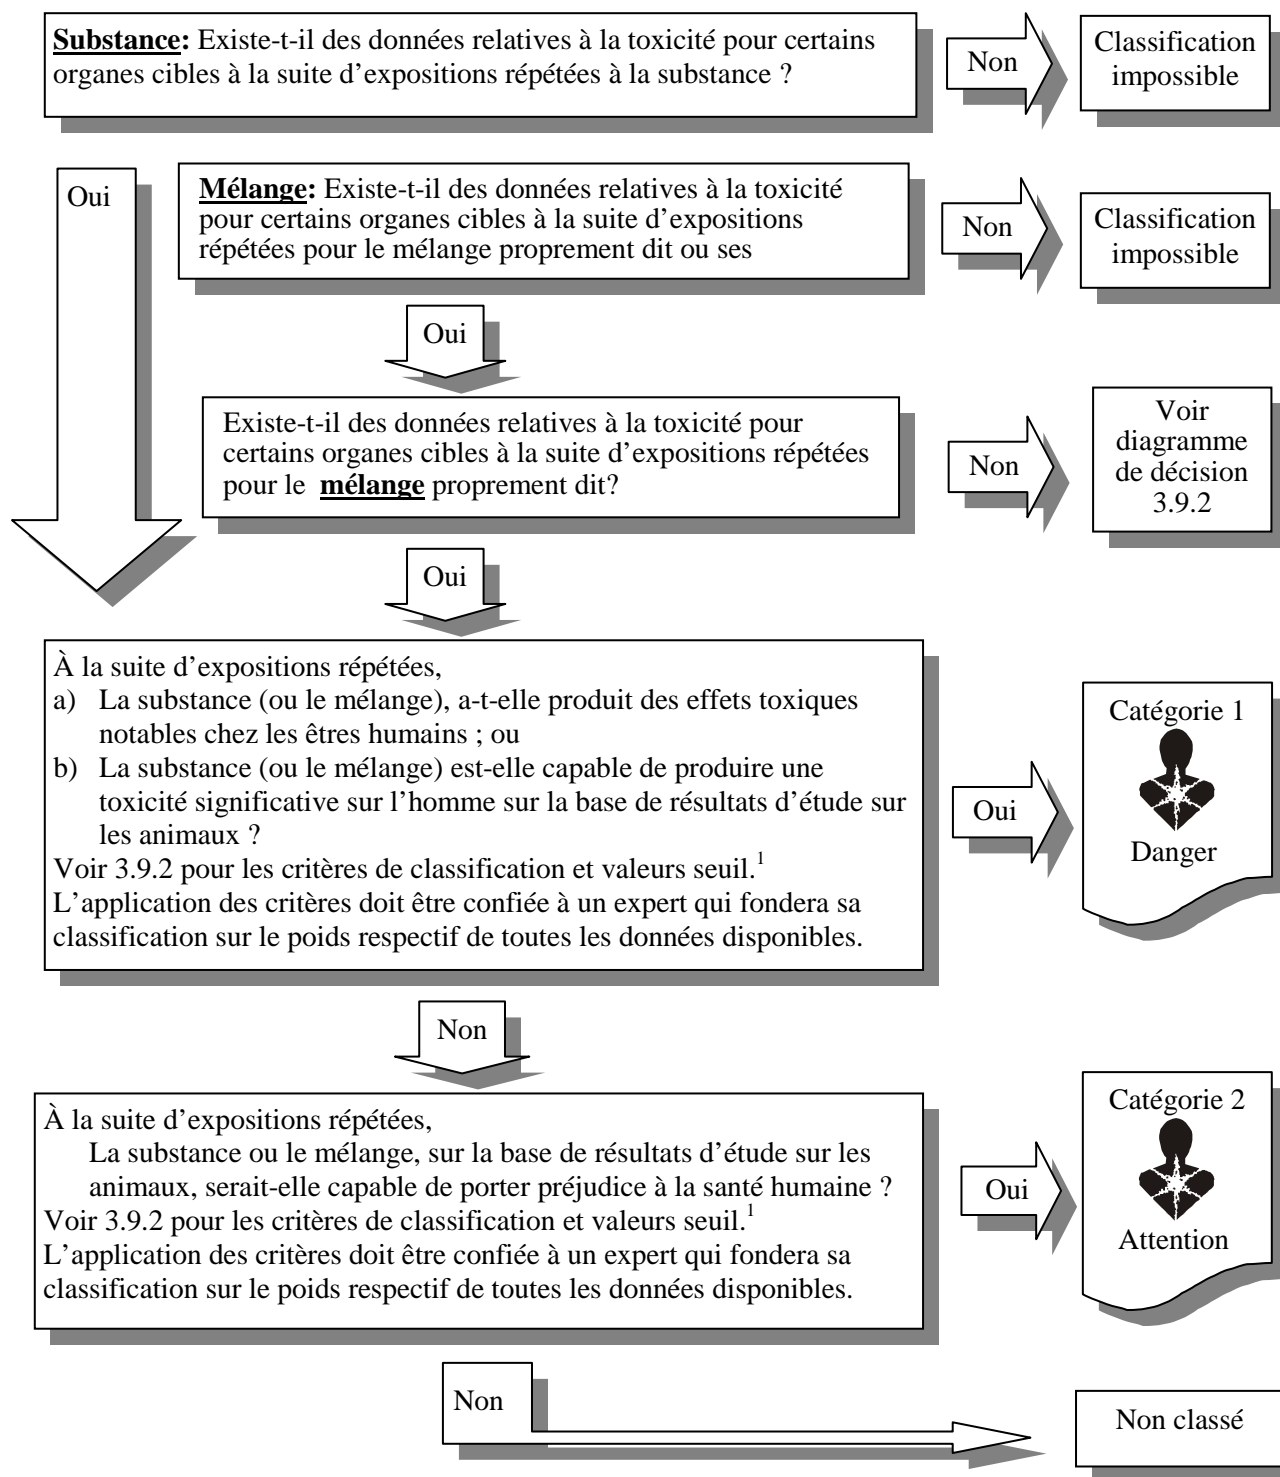 Substance: Existe-t-il des données relatives à la toxicité pour certains
organes cibles à la suite d’expositions répétées à la substance ?
Non
Classification
impossible
Oui
Mélange: Existe-t-il des données relatives à la toxicité
pour certains organes cibles à la suite d’expositions
répétées pour le mélange proprement dit ou ses
Non
Classification
impossible
Oui
Existe-t-il des données relatives à la toxicité pour
certains organes cibles à la suite d’expositions répétées
pour le mélange proprement dit?
Non
Voir
diagramme
de décision
3.9.2
Oui
À la suite d’expositions répétées,
a) La substance (ou le mélange), a-t-elle produit des effets toxiques
notables chez les êtres humains ; ou
b) La substance (ou le mélange) est-elle capable de produire une
toxicité significative sur l’homme sur la base de résultats d’étude sur
les animaux ?
Voir 3.9.2 pour les critères de classification et valeurs seuil.1
L’application des critères doit être confiée à un expert qui fondera sa
classification sur le poids respectif de toutes les données disponibles.
Oui
Catégorie 1
Danger
Non
À la suite d’expositions répétées,
La substance ou le mélange, sur la base de résultats d’étude sur les
animaux, serait-elle capable de porter préjudice à la santé humaine ?
Voir 3.9.2 pour les critères de classification et valeurs seuil.1
L’application des critères doit être confiée à un expert qui fondera sa
classification sur le poids respectif de toutes les données disponibles.
Oui
Catégorie 2
Attention
Non
Non classé